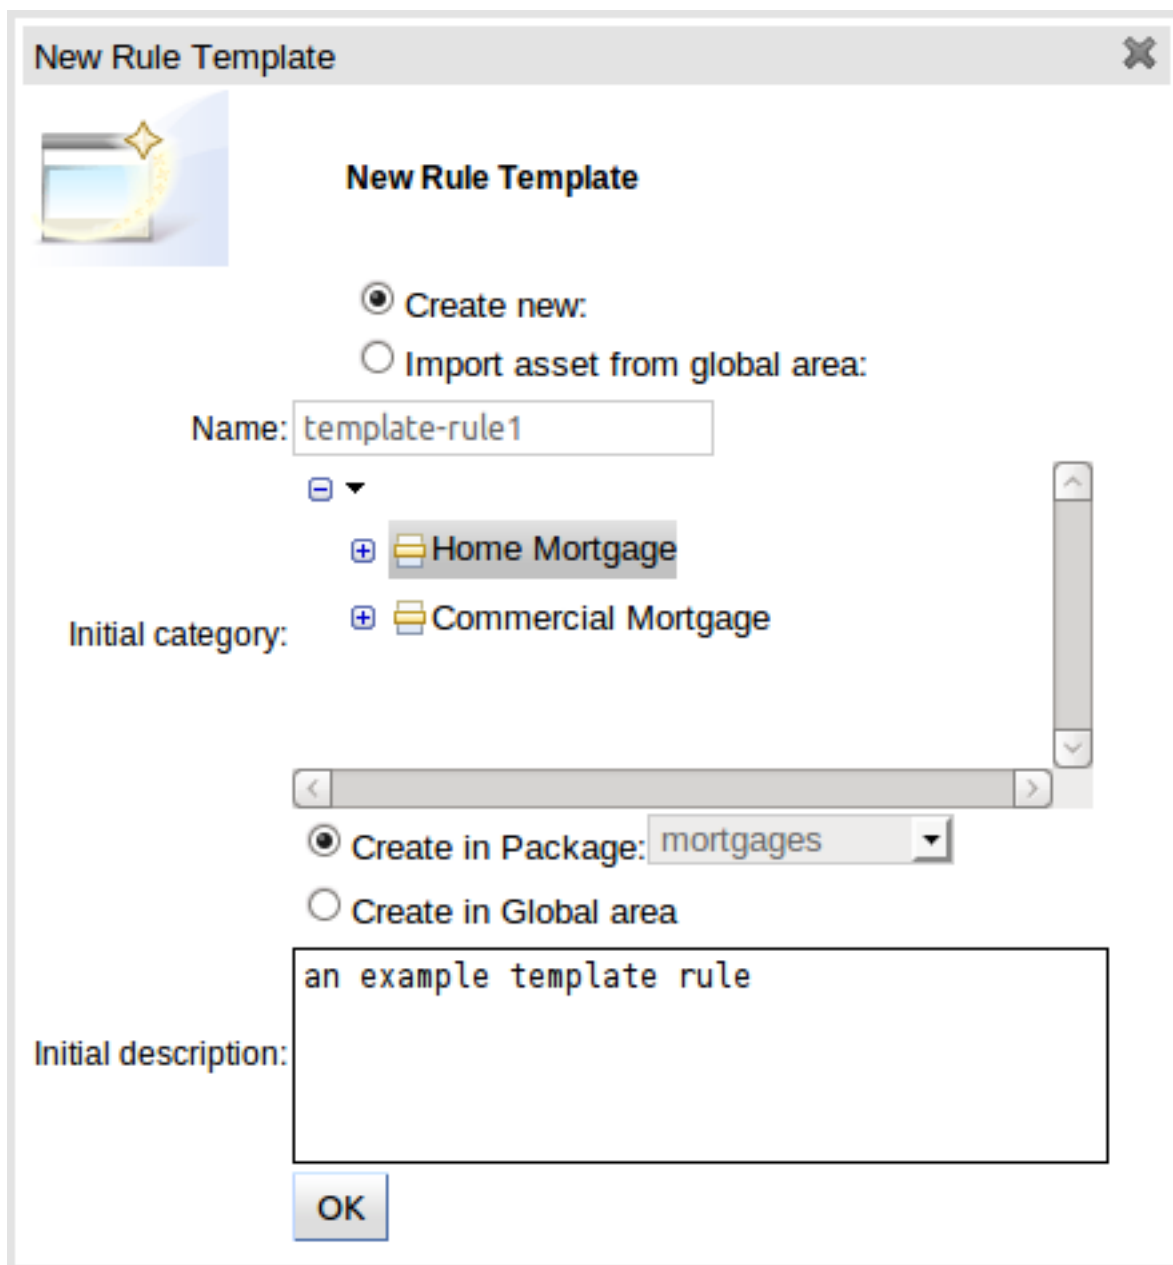 New Rule Template
New Rule Template
Create new:
Import asset from global area:
Name: template-rule1
Home Mortgage
Initial category:
Commercial Mortgage
Create in Package: mortgages
Create in Global area
an example template rule
Initial description:
OK